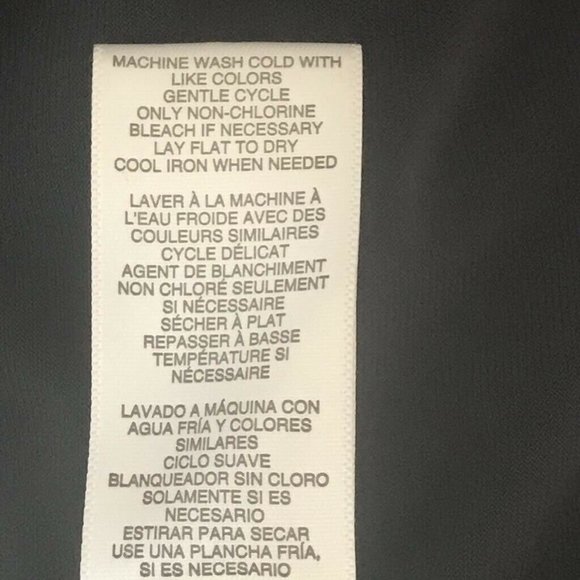 MACHINE WASH COLD WITH
LIKE COLORS
GENTLE CYCLE
ONLY NON-CHLORINE
BLEACH IF NECESSARY
LAY FLAT TO DRY
COOL IRON WHEN NEEDED
LAVER À LA MACHINE À
L'EAU FROIDE AVEC DES
COULEURS SIMILAIRES
CYCLE DÉLICAT
AGENT DE BLANCHIMENT
NON CHLORÉ SEULEMENT
SI NÉCESSAIRE
SÉCHER À PLAT
REPASSER À BASSE
TEMPÉRATURE SI
NÉCESSAIRE
LAVADO A MÁQUINA CON
AGUA FRÍA Y COLORES
SIMILARES
CICLO SUAVE
BLANQUEADOR SIN CLORO
SOLAMENTE SI ES
NECESARIO
ESTIRAR PARA SECAR
USE UNA PLANCHA FRÍA,
SI ES NECESARIO